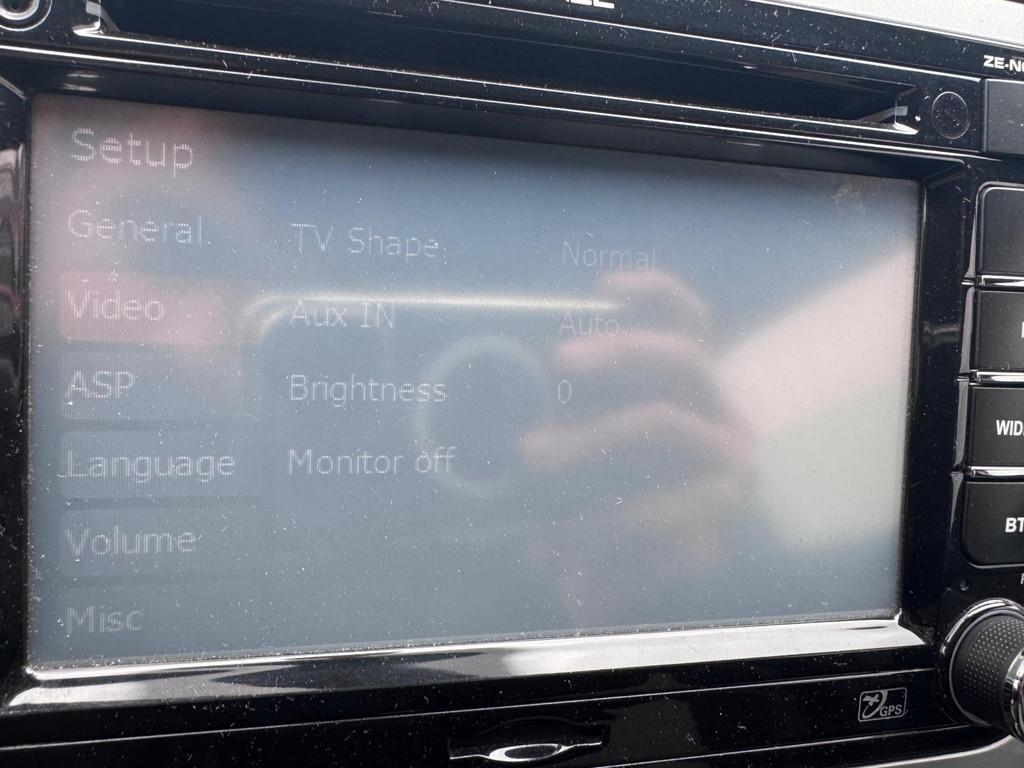 ZE-N
Setup
General
TV Shape
Normal
Video
Aux IN
Auto
ASP
Brightness
0
Language
Monitor off
Volume
Misc
WID
BT
GPS